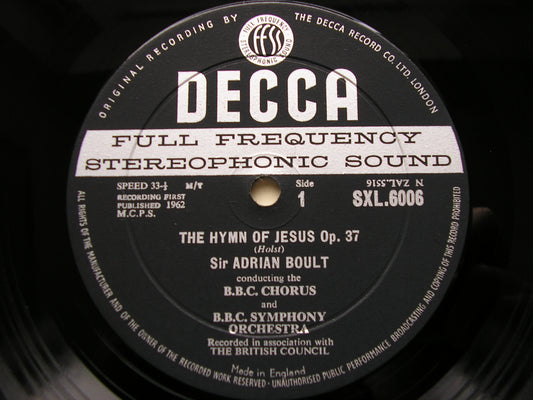 ORIGINAL RECORDING BY THE DECCA RECORD CO. LTD. LONDON
FULL FREQUENCY
ffss
STEREOPHONIC SOUND
DECCA
FULL FREQUENCY
STEREOPHONIC SOUND
SPEED 33-⅓ M/T Side N ZAL.5516
RECORDING FIRST
PUBLISHED 1962 1 SXL.6006
M.C.P.S.
THE HYMN OF JESUS Op. 37
(Holst)
Sir ADRIAN BOULT
conducting the
B.B.C. CHORUS
and
B.B.C. SYMPHONY
ORCHESTRA
Recorded in association with
THE BRITISH COUNCIL
Made in England
ALL RIGHTS OF THE MANUFACTURER AND OF THE OWNER OF THE RECORDED WORK RESERVED · UNAUTHORISED PUBLIC PERFORMANCE BROADCASTING AND COPYING OF THIS RECORD PROHIBITED